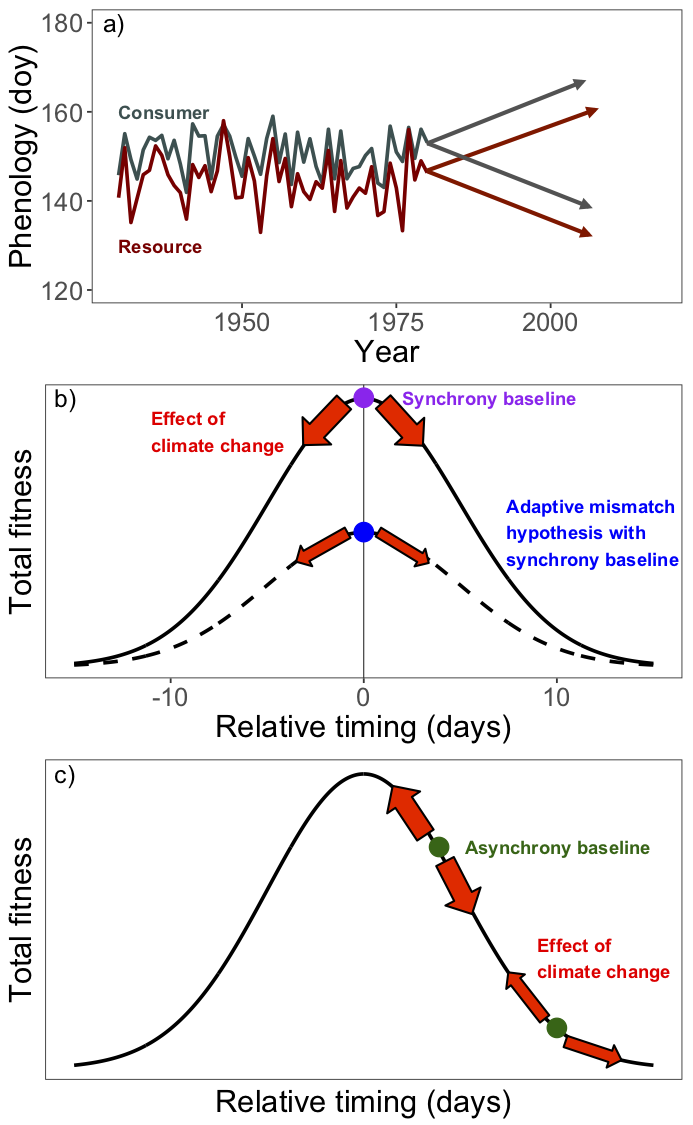 a)
Phenology (doy)
180
160
140
120
Consumer
Resource
1950
1975
2000
Year
b)
Total fitness
Synchrony baseline
Effect of
climate change
Adaptive mismatch
hypothesis with
synchrony baseline
-10
0
10
Relative timing (days)
c)
Total fitness
Asynchrony baseline
Effect of
climate change
Relative timing (days)